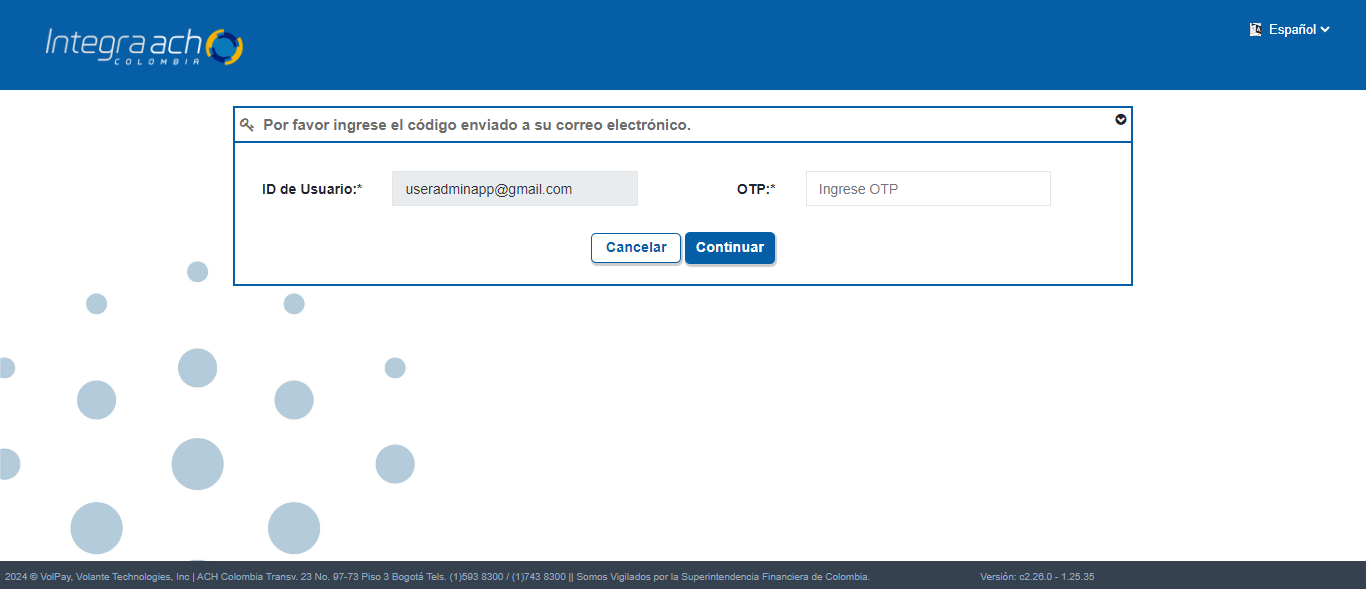 Integra ach
COLOMBIA
Español
Por favor ingrese el código enviado a su correo electrónico.
ID de Usuario:*
useradminapp@gmail.com
OTP:*
Ingrese OTP
Cancelar
Continuar
2024 © VolPay, Volante Technologies, Inc | ACH Colombia Transv. 23 No. 97-73 Piso 3 Bogotá Tels. (1)593 8300 / (1)743 8300 || Somos Vigilados por la Superintendencia Financiera de Colombia.
Versión: c2.26.0 - 1.25.35